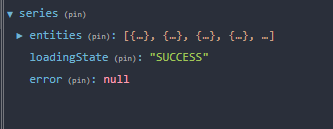 ▼ series (pin)
▶ entities (pin): [{…}, {…}, {…}, {…}, …]
loadingState (pin): "SUCCESS"
error (pin): null